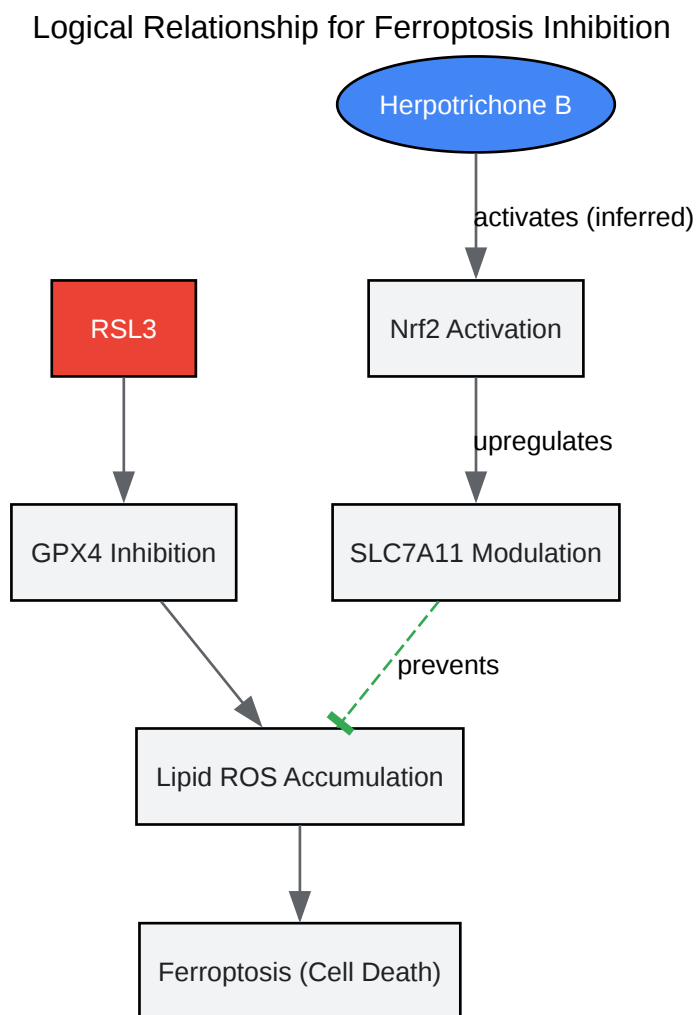 Logical Relationship for Ferroptosis Inhibition
Herpotrichone B
activates (inferred)
RSL3
Nrf2 Activation
upregulates
GPX4 Inhibition
SLC7A11 Modulation
prevents
Lipid ROS Accumulation
Ferroptosis (Cell Death)